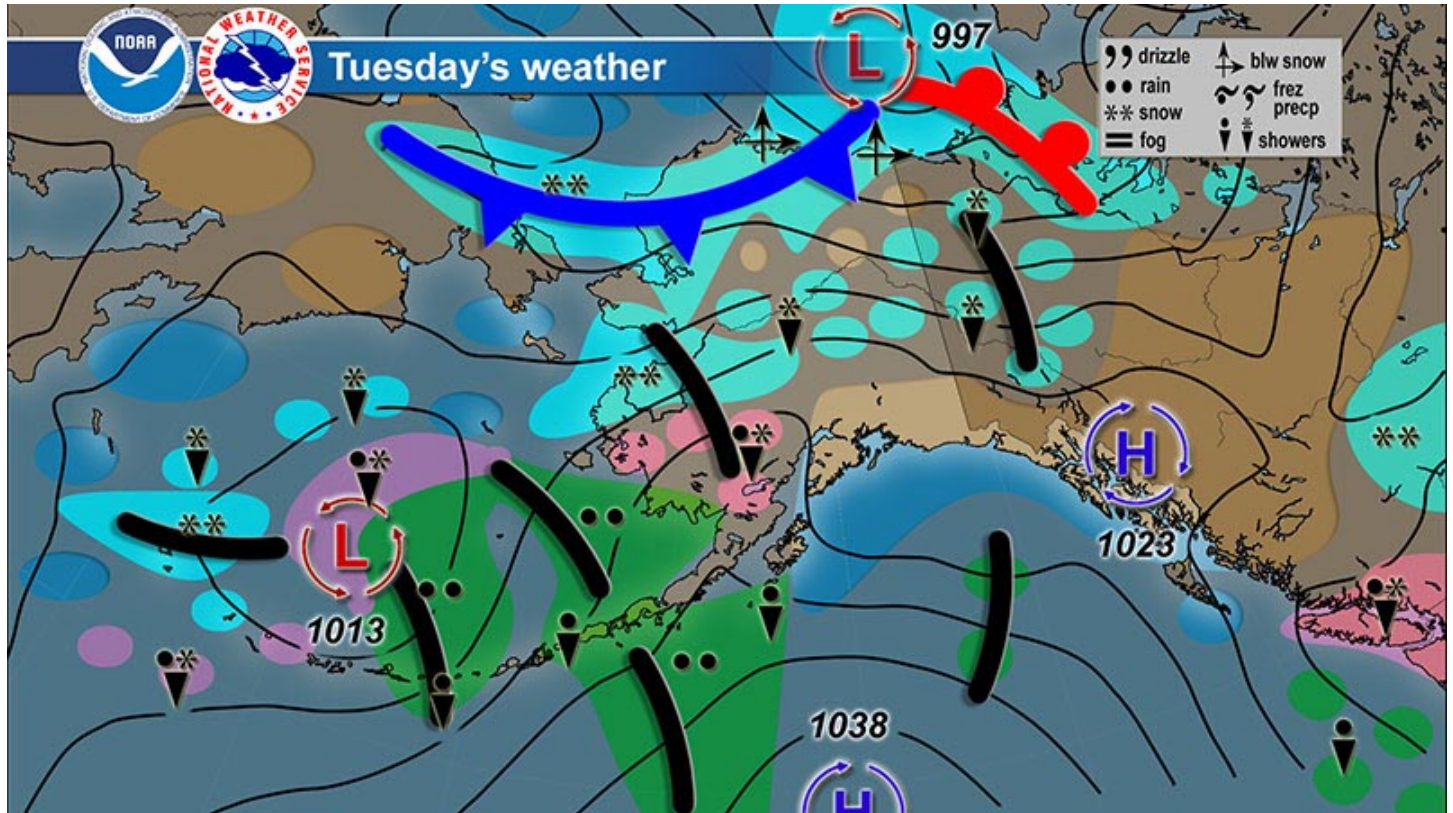 NOAA
NATIONAL WEATHER SERVICE
Tuesday's weather
L
997
drizzle
rain
snow
fog
blw snow
frez
precp
showers
H
1023
L
1013
1038
H